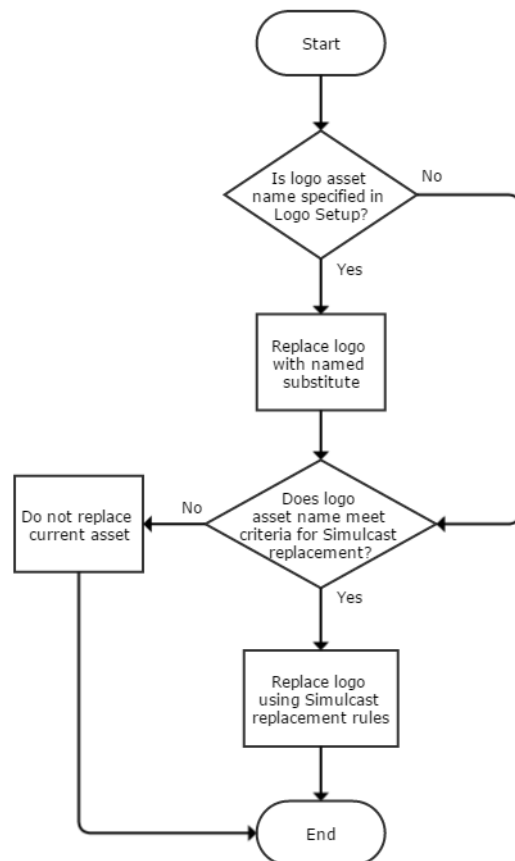 Start
Is logo asset
name specified in
Logo Setup?
No
Yes
Replace logo
with named
substitute
Does logo
asset name meet
criteria for Simulcast
replacement?
No
Do not replace
current asset
Yes
Replace logo
using Simulcast
replacement rules
End